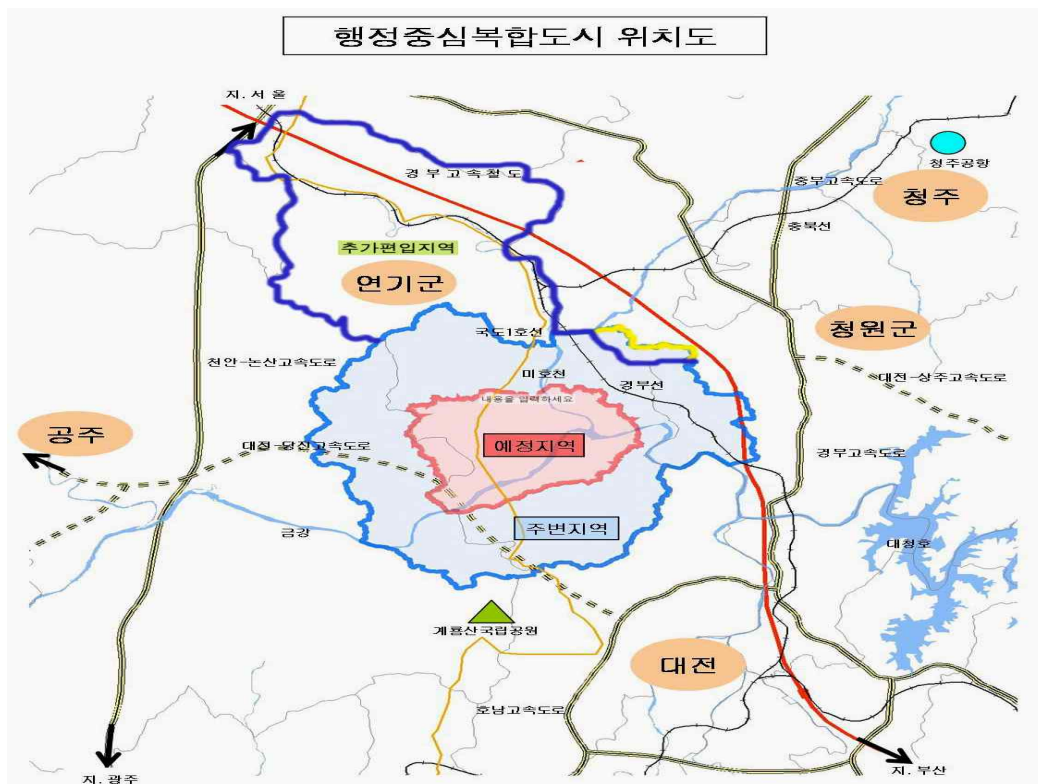 행정중심복합도시 위치도
지. 서울
경부고속철도
청주공항
중부고속도로
청주
충북선
추가편입지역
연기군
국도1호선
청원군
천안-논산고속도로
미호천
경부선
대전-상주고속도로
내용을 입력하세요
공주
대전-당진고속도로
예정지역
경부고속도로
금강
주변지역
대청호
계룡산국립공원
대전
호남고속도로
지. 광주
지. 부산